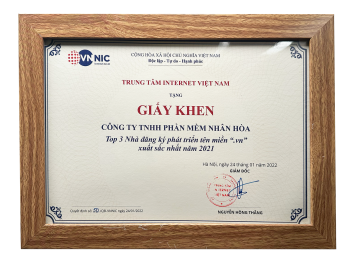 VNNIC
CỘNG HÒA XÃ HỘI CHỦ NGHĨA VIỆT NAM
Độc lập - Tự do - Hạnh phúc
TRUNG TÂM INTERNET VIỆT NAM
TẶNG
GIẤY KHEN
CÔNG TY TNHH PHẦN MỀM NHÂN HÒA
Top 3 Nhà đăng ký phát triển tên miền ".vn"
xuất sắc nhất năm 2021
Hà Nội, ngày 24 tháng 01 năm 2022
GIÁM ĐỐC
NGUYỄN HỒNG THẮNG